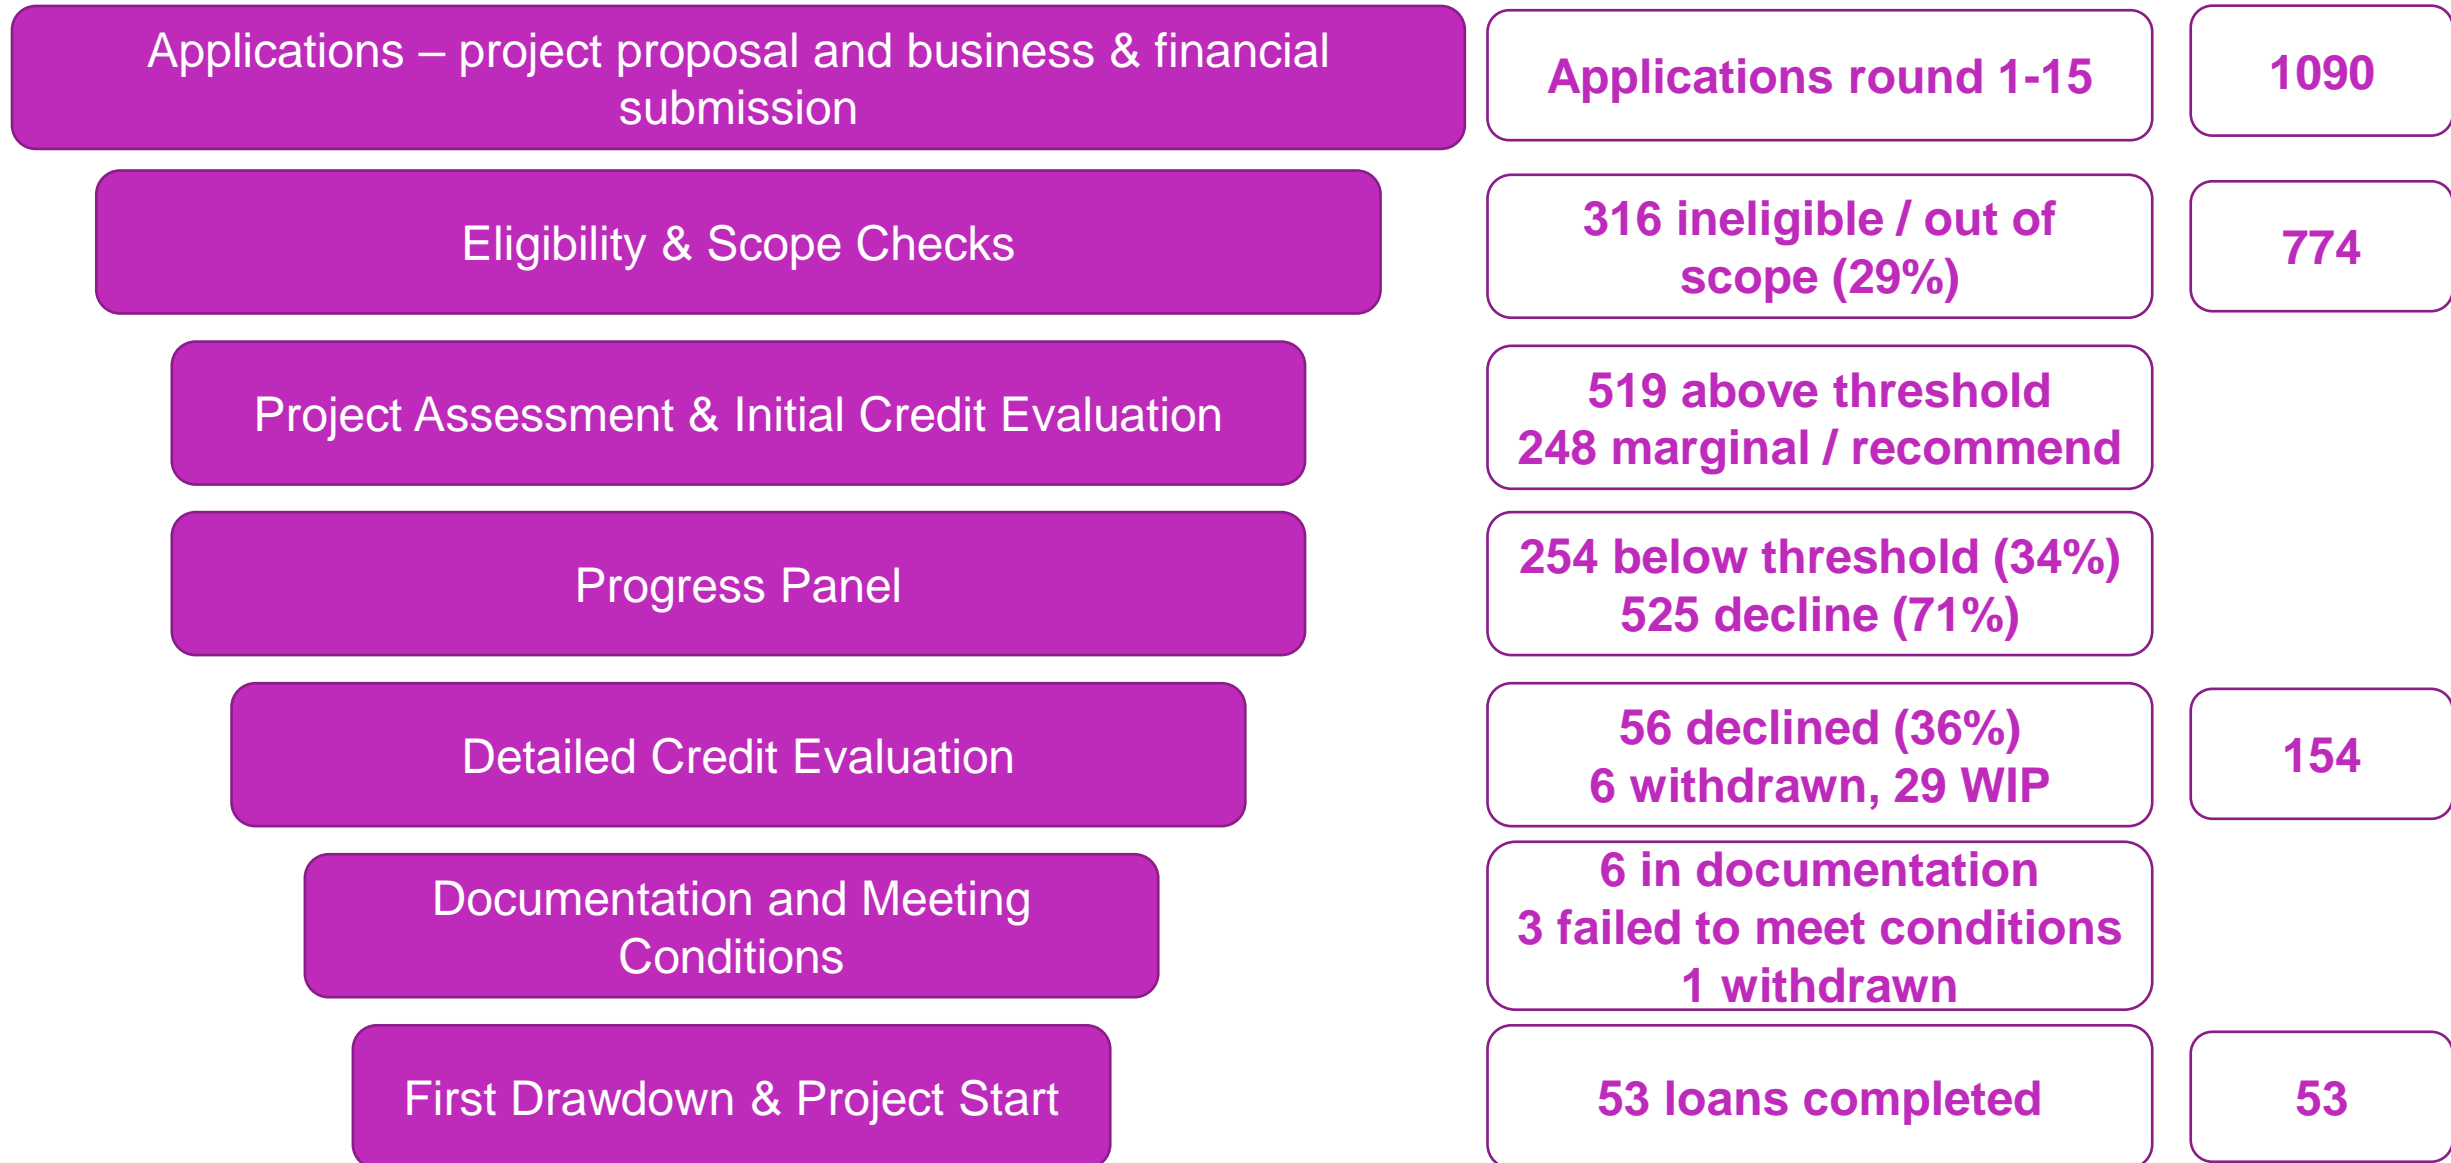 Applications – project proposal and business & financial
submission
Applications round 1-15
1090
Eligibility & Scope Checks
316 ineligible / out of
scope (29%)
774
Project Assessment & Initial Credit Evaluation
519 above threshold
248 marginal / recommend
Progress Panel
254 below threshold (34%)
525 decline (71%)
Detailed Credit Evaluation
56 declined (36%)
6 withdrawn, 29 WIP
154
Documentation and Meeting
Conditions
6 in documentation
3 failed to meet conditions
1 withdrawn
First Drawdown & Project Start
53 loans completed
53